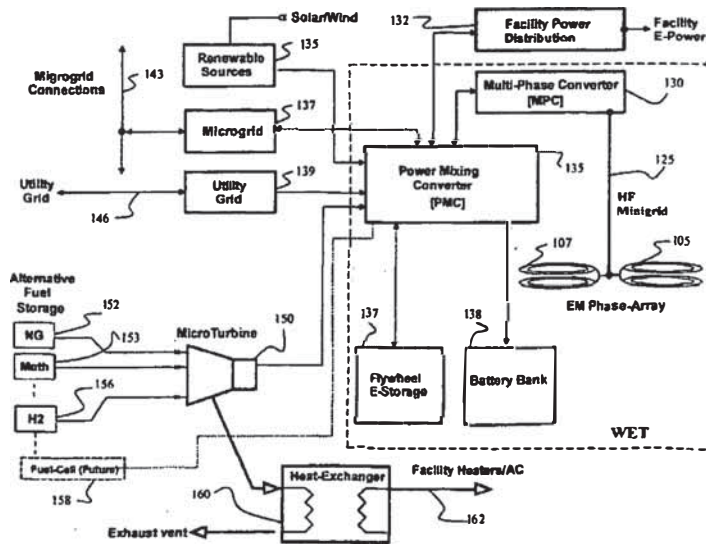 α Solar/Wind
Renewable
Sources
135
132
Facility Power
Distribution
Facility
E-Power
Migrogrid
Connections
143
137
Microgrid
Multi-Phase Converter
[MPC]
130
139
Utility
Grid
Utility
Grid
146
Power Mixing
Converter
[PMC]
135
125
HF
Minigrid
107
105
EM Phase-Array
Alternative
Fuel
Storage
152
NG
153
Meth
MicroTurbine
150
156
H2
137
Flywheel
E-Storage
138
Battery Bank
WET
Fuel-Cell (Future)
158
Heat-Exchanger
160
Facility Heaters/AC
162
Exhaust vent